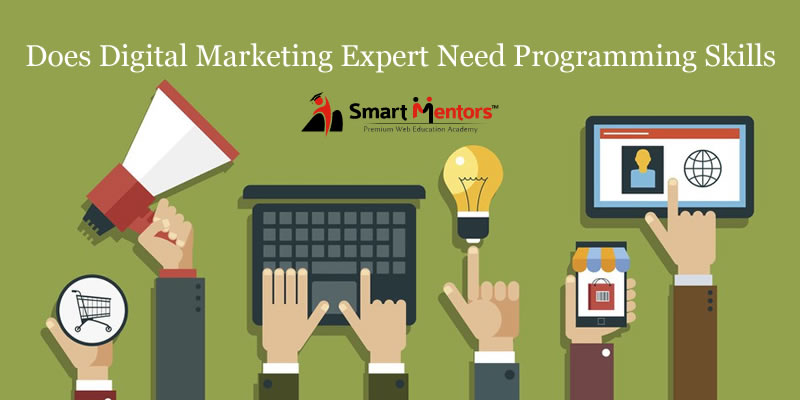 Does Digital Marketing Expert Need Programming Skills
Smart Mentors™
Premium Web Education Academy